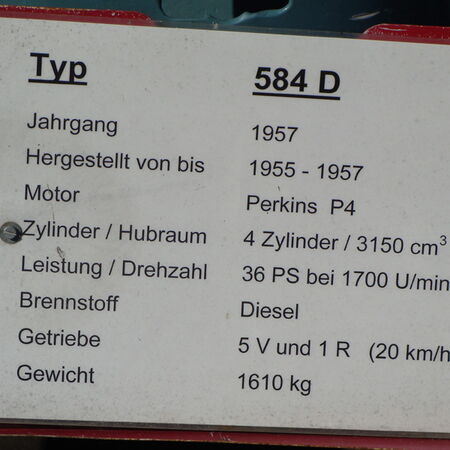 Typ 584 D
Jahrgang 1957
Hergestellt von bis 1955 - 1957
Motor Perkins P4
Zylinder / Hubraum 4 Zylinder / 3150 cm³
Leistung / Drehzahl 36 PS bei 1700 U/min
Brennstoff Diesel
Getriebe 5 V und 1 R (20 km/h
Gewicht 1610 kg